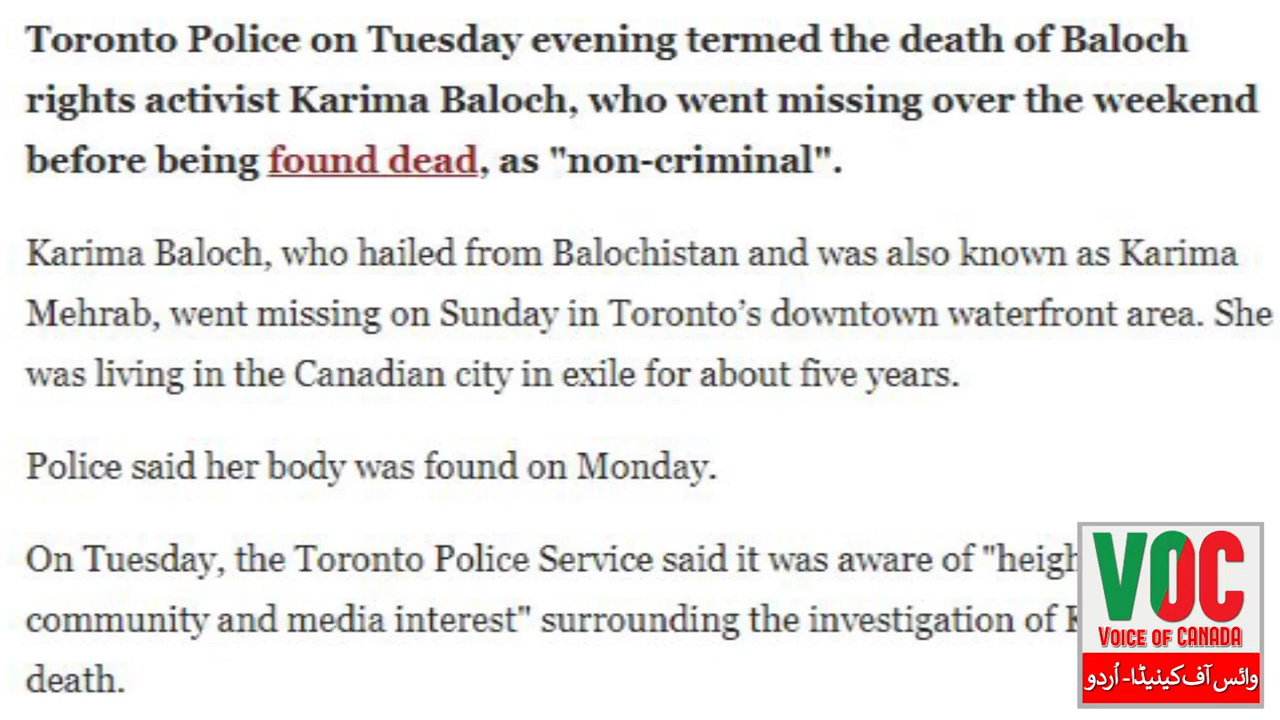 Toronto Police on Tuesday evening termed the death of Baloch
rights activist Karima Baloch, who went missing over the weekend
before being found dead, as "non-criminal".
Karima Baloch, who hailed from Balochistan and was also known as Karima
Mehrab, went missing on Sunday in Toronto’s downtown waterfront area. She
was living in the Canadian city in exile for about five years.
Police said her body was found on Monday.
On Tuesday, the Toronto Police Service said it was aware of "heigh
community and media interest" surrounding the investigation of
death.
VOC
VOICE OF CANADA
وائس آف کینیڈا - اُردو